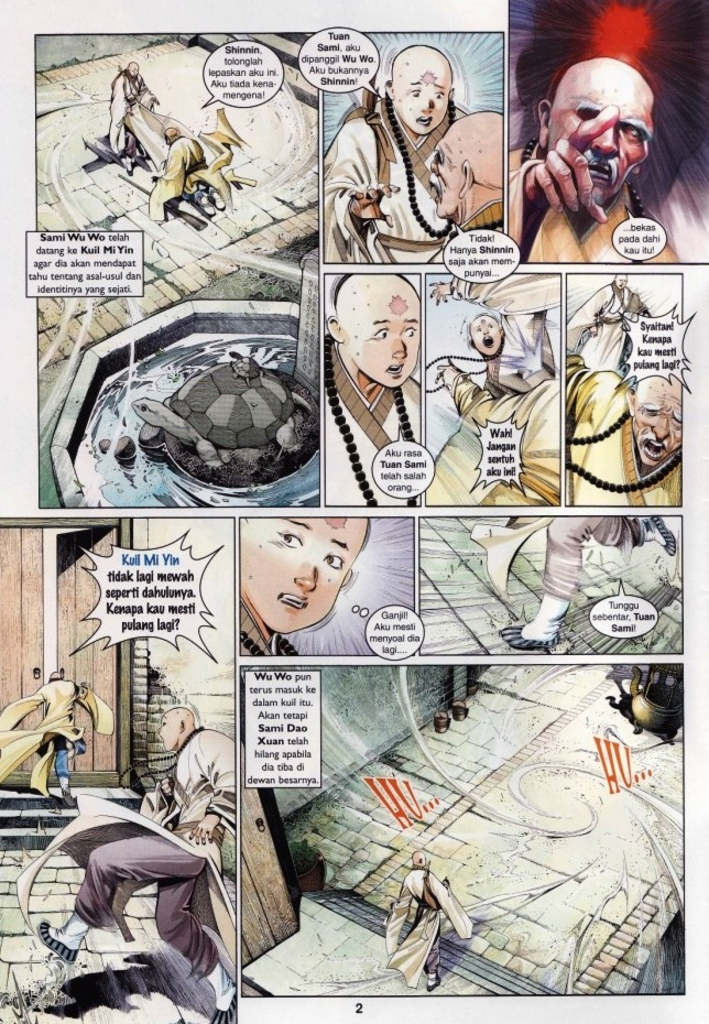 Shinnin,
tolonglah
lepaskan aku ini.
Aku tiada kena-
mengena!
Tuan
Sami, aku
dipanggil Wu Wo.
Aku bukannya
Shinnin!
Tidak!
Hanya Shinnin
saja akan mem-
punyai...
...bekas
pada dahi
kau itu!
Sami Wu Wo telah
datang ke Kuil Mi Yin
agar dia akan mendapat
tahu tentang asal-usul dan
identitinya yang sejati.
Aku rasa
Tuan Sami
telah salah
orang...
Wah!
Jangan
sentuh
aku ini!
Syaitan!
Kenapa
kau mesti
pulang lagi?
Kuil Mi Yin
tidak lagi mewah
seperti dahulunya.
Kenapa kau mesti
pulang lagi?
Ganjil!
Aku mesti
menyoal dia
lagi....
Tunggu
sebentar, Tuan
Sami!
Wu Wo pun
terus masuk ke
dalam kuil itu.
Akan tetapi
Sami Dao
Xuan telah
hilang apabila
dia tiba di
dewan besarnya.
HU...
HU...
2